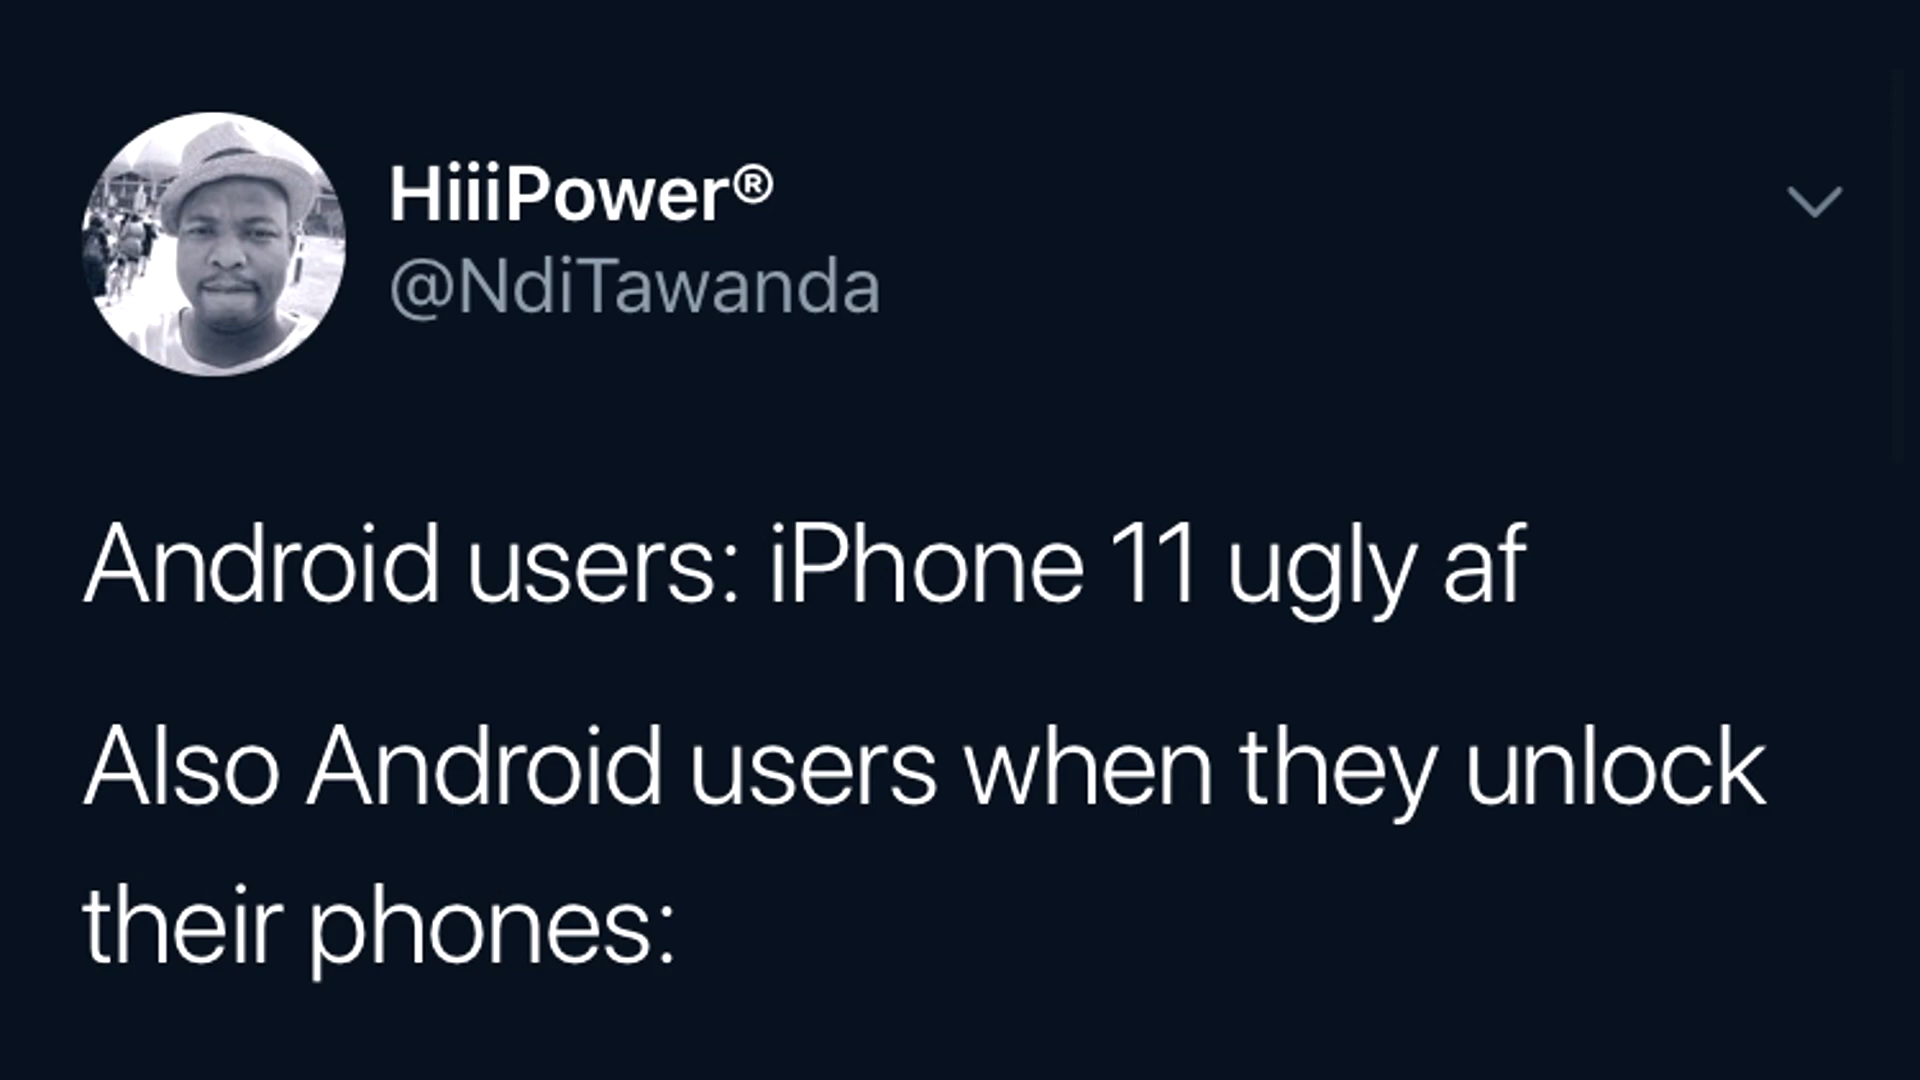 HiiiPower®
@NdiTawanda
Android users: iPhone 11 ugly af
Also Android users when they unlock
their phones: